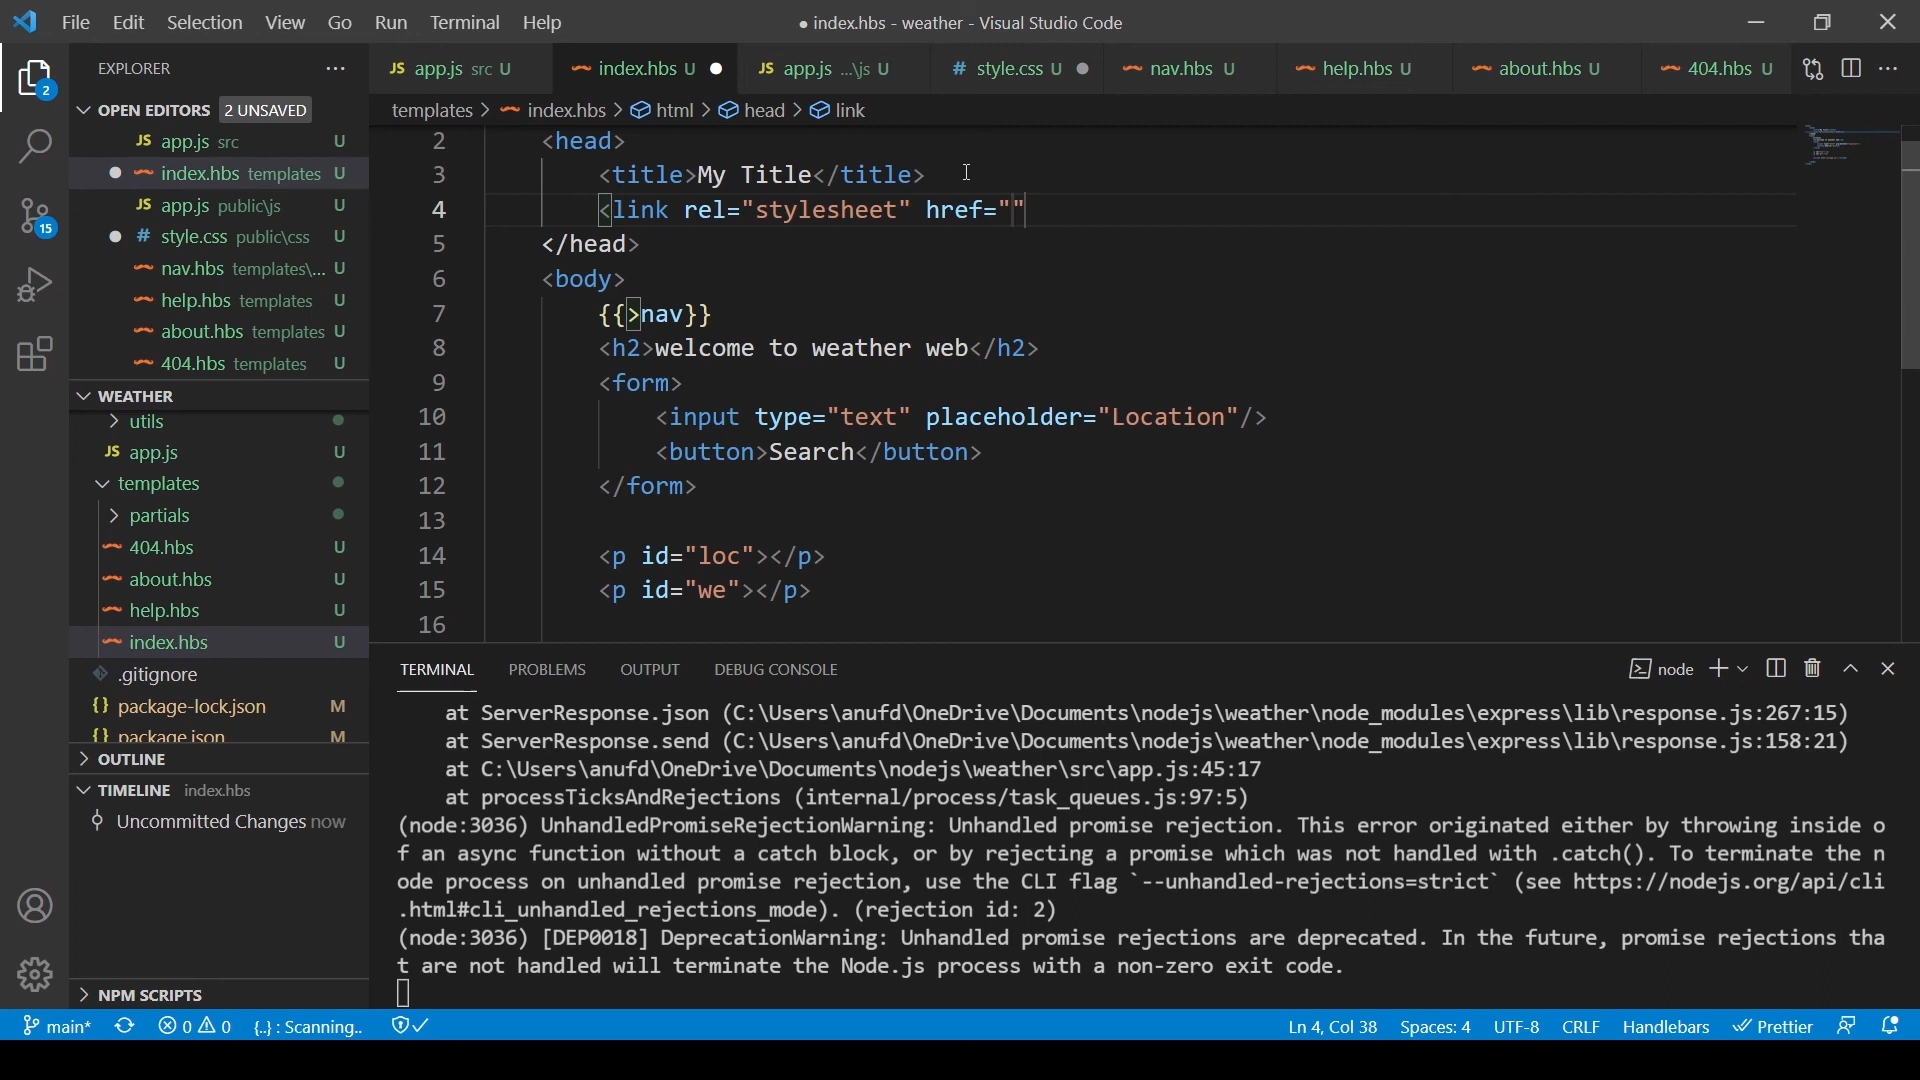 File Edit Selection View Go Run Terminal Help
● index.hbs - weather - Visual Studio Code
EXPLORER
OPEN EDITORS 2 UNSAVED
JS app.js src U
index.hbs templates U
JS app.js public\js U
# style.css public\css U
nav.hbs templates\... U
help.hbs templates U
about.hbs templates U
404.hbs templates U
WEATHER
utils
JS app.js U
templates
partials
404.hbs U
about.hbs U
help.hbs U
index.hbs U
.gitignore
{} package-lock.json M
{} package.json M
OUTLINE
TIMELINE index.hbs
Uncommitted Changes now
NPM SCRIPTS
2
15
JS app.js src U
index.hbs U
JS app.js ...\js U
# style.css U
nav.hbs U
help.hbs U
about.hbs U
404.hbs U
templates > index.hbs > html > head > link
2 <head>
3 <title>My Title</title>
4 <link rel="stylesheet" href=""
5 </head>
6 <body>
7 {{>nav}}
8 <h2>welcome to weather web</h2>
9 <form>
10 <input type="text" placeholder="Location"/>
11 <button>Search</button>
12 </form>
13
14 <p id="loc"></p>
15 <p id="we"></p>
16
TERMINAL PROBLEMS OUTPUT DEBUG CONSOLE
node
at ServerResponse.json (C:\Users\anufd\OneDrive\Documents\nodejs\weather\node_modules\express\lib\response.js:267:15)
at ServerResponse.send (C:\Users\anufd\OneDrive\Documents\nodejs\weather\node_modules\express\lib\response.js:158:21)
at C:\Users\anufd\OneDrive\Documents\nodejs\weather\src\app.js:45:17
at processTicksAndRejections (internal/process/task_queues.js:97:5)
(node:3036) UnhandledPromiseRejectionWarning: Unhandled promise rejection. This error originated either by throwing inside o
f an async function without a catch block, or by rejecting a promise which was not handled with .catch(). To terminate the n
ode process on unhandled promise rejection, use the CLI flag `--unhandled-rejections=strict` (see https://nodejs.org/api/cli
.html#cli_unhandled_rejections_mode). (rejection id: 2)
(node:3036) [DEP0018] DeprecationWarning: Unhandled promise rejections are deprecated. In the future, promise rejections tha
t are not handled will terminate the Node.js process with a non-zero exit code.
main* 0 0 {..} : Scanning..
Ln 4, Col 38 Spaces: 4 UTF-8 CRLF Handlebars Prettier